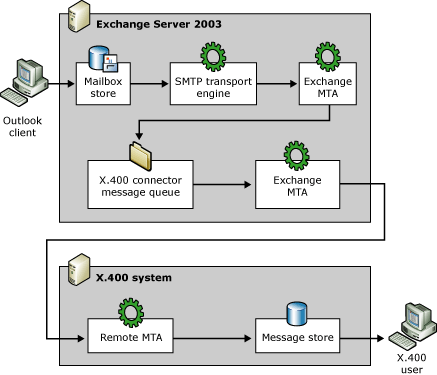 Exchange Server 2003
Outlook
client
Mailbox
store
SMTP transport
engine
Exchange
MTA
X.400 connector
message queue
Exchange
MTA
X.400 system
Remote MTA
Message store
X.400
user